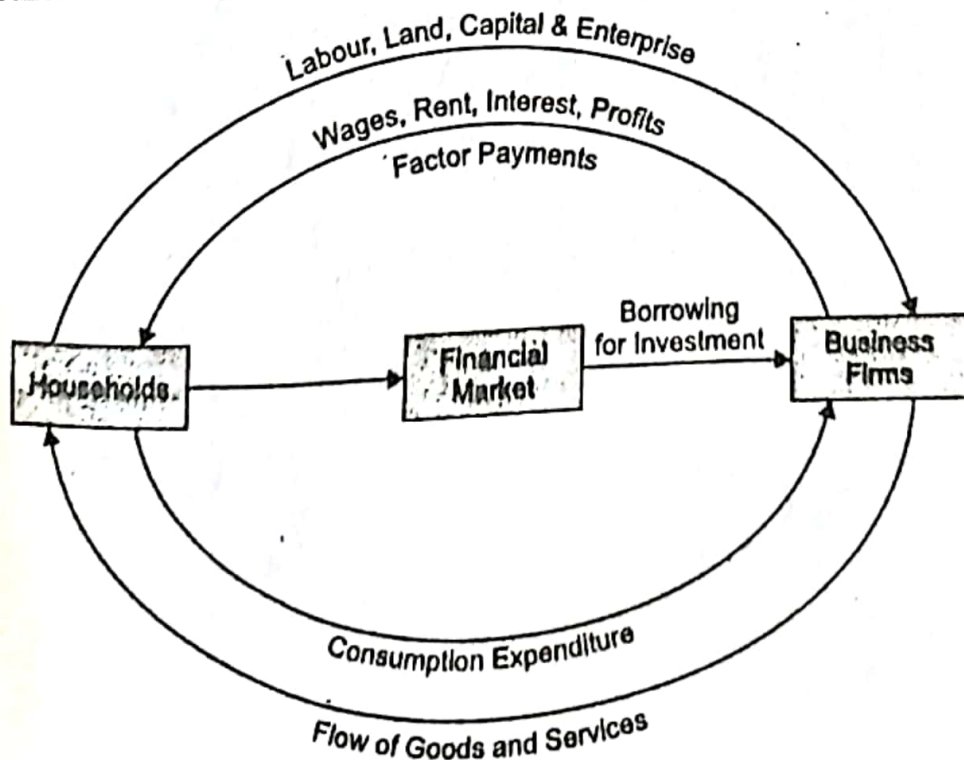 Labour, Land, Capital & Enterprise
Wages, Rent, Interest, Profits
Factor Payments
Households
Financial
Market
Borrowing
for Investment
Business
Firms
Consumption Expenditure
Flow of Goods and Services